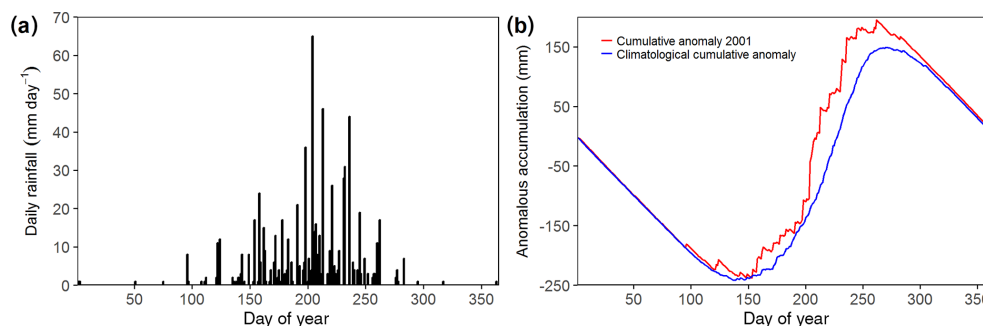 (a)
Daily rainfall (mm day⁻¹)
70
60
50
40
30
20
10
0
50 100 150 200 250 300 350
Day of year
(b)
Anomalous accumulation (mm)
150
50
-50
-150
-250
Cumulative anomaly 2001
Climatological cumulative anomaly
50 100 150 200 250 300 350
Day of year